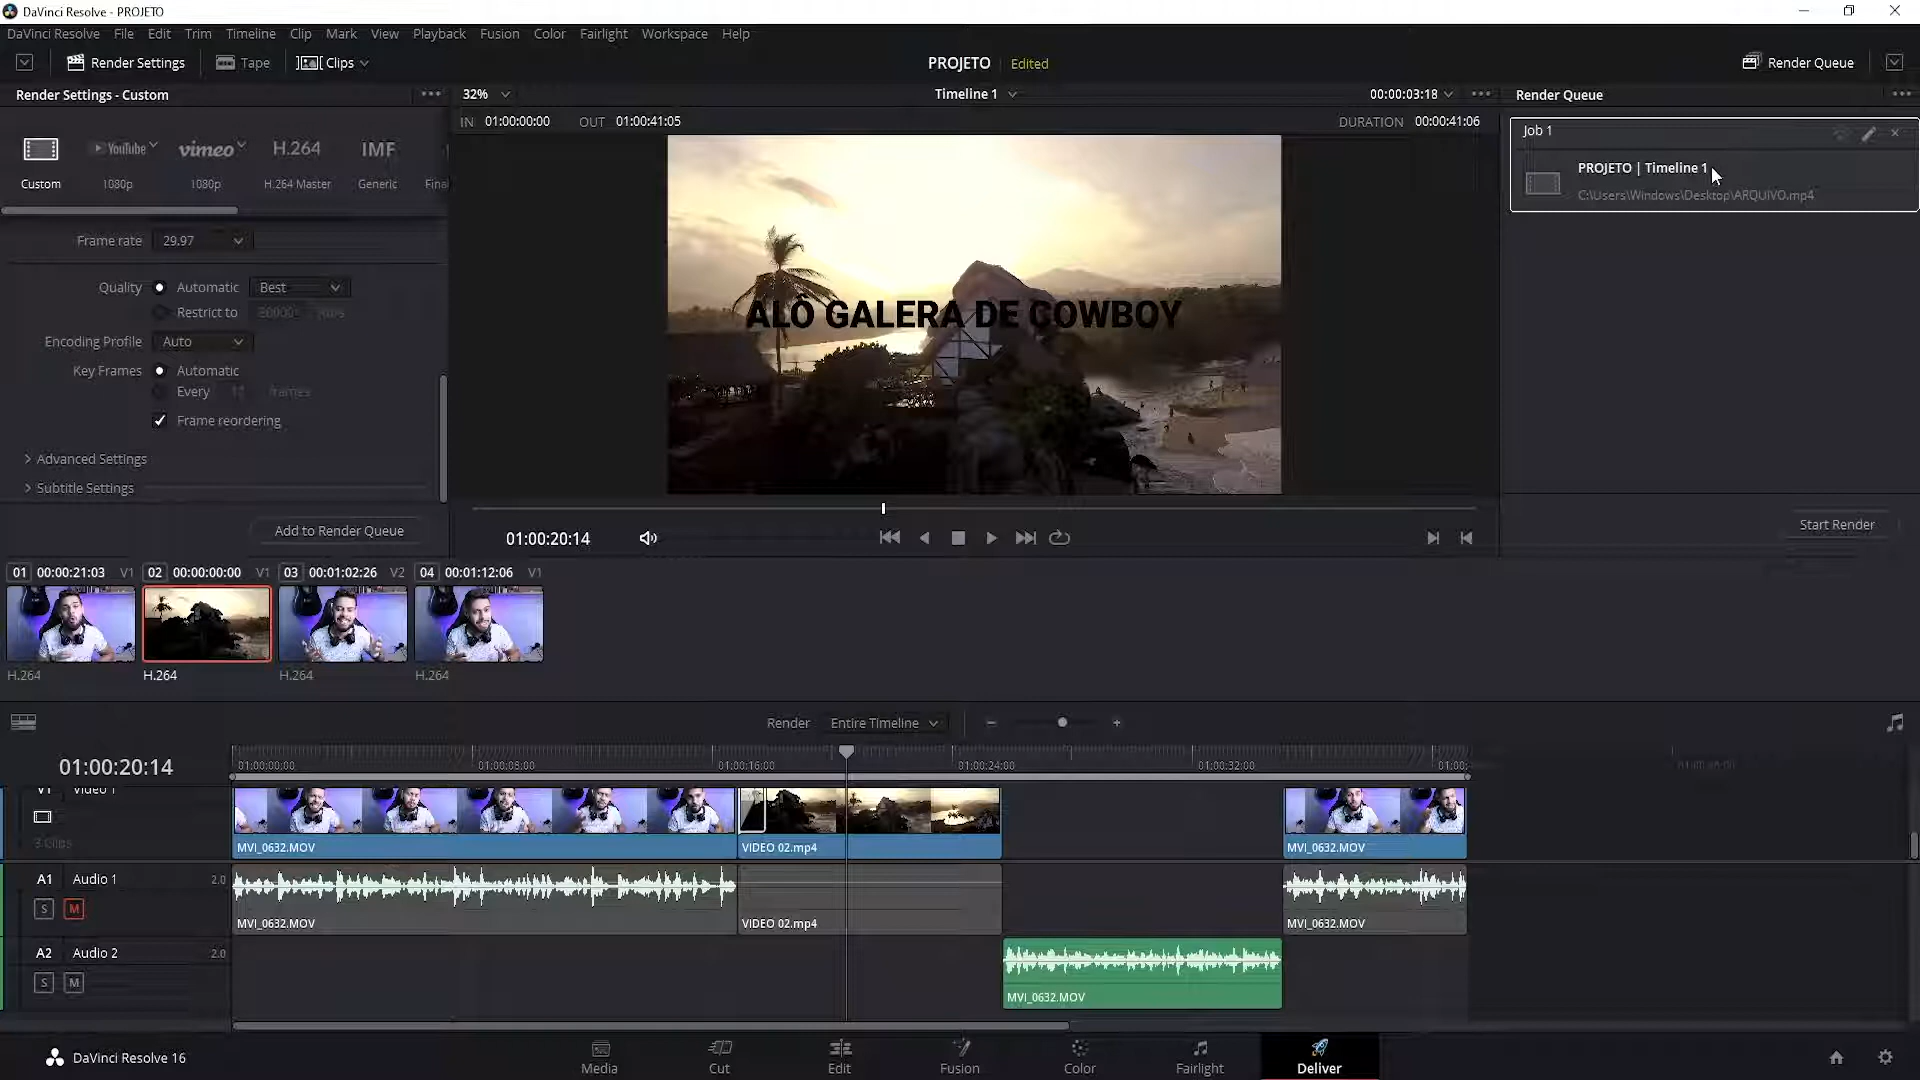 DaVinci Resolve - PROJETO
DaVinci Resolve File Edit Trim Timeline Clip Mark View Playback Fusion Color Fairlight Workspace Help
Render Settings Tape Clips PROJETO Edited Render Queue
Render Settings - Custom 32% Timeline 1 00:00:03:18 Render Queue
IN 01:00:00:00 OUT 01:00:41:05 DURATION 00:00:41:06
Job 1
YouTube vimeo H.264 IMF
Custom 1080p 1080p H.264 Master Generic Final
PROJETO | Timeline 1
C:\Users\Windows\Desktop\ARQUIVO.mp4
Frame rate 29.97
Quality Automatic Best
Restrict to
Encoding Profile Auto
Key Frames Automatic
Every frames
Frame reordering
Advanced Settings
Subtitle Settings
ALÔ GALERA DE COWBOY
Add to Render Queue
01:00:20:14
Start Render
01 00:00:21:03 V1 02 00:00:00:00 V1 03 00:01:02:26 V2 04 00:01:12:06 V1
H.264 H.264 H.264 H.264
Render Entire Timeline
01:00:20:14
01:00:00:00 01:00:08:00 01:00:16:00 01:00:24:00 01:00:32:00 01:00:
V1 Video 1
3 Clips
MVI_0632.MOV VIDEO 02.mp4 MVI_0632.MOV
A1 Audio 1 2.0
S M
MVI_0632.MOV VIDEO 02.mp4 MVI_0632.MOV
A2 Audio 2 2.0
S M
MVI_0632.MOV
DaVinci Resolve 16
Media Cut Edit Fusion Color Fairlight Deliver